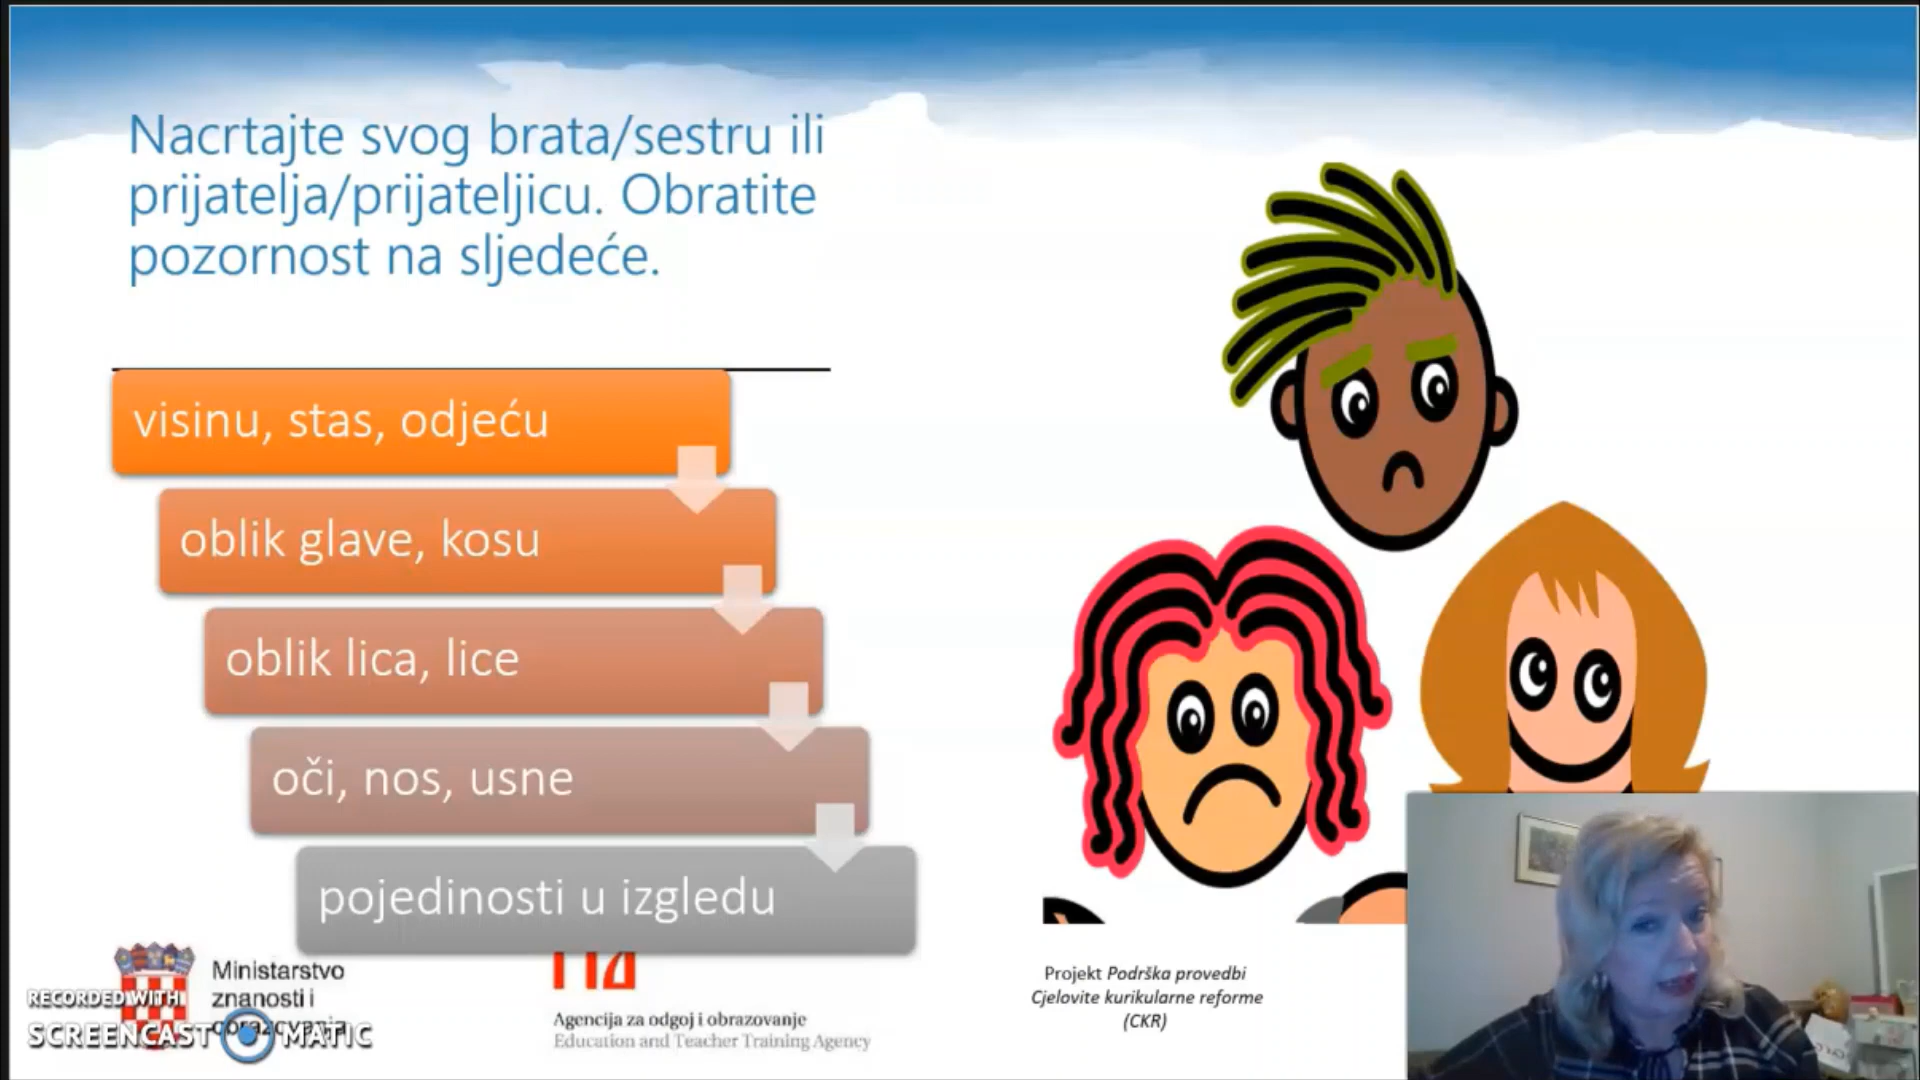 Nacrtajte svog brata/sestru ili
prijatelja/prijateljicu. Obratite
pozornost na sljedeće.
visinu, stas, odjeću
oblik glave, kosu
oblik lica, lice
oči, nos, usne
pojedinosti u izgledu
Ministarstvo
znanosti i
obrazovanja
RECORDED WITH
SCREENCAST MATIC
Agencija za odgoj i obrazovanje
Education and Teacher Training Agency
Projekt Podrška provedbi
Cjelovite kurikularne reforme
(CKR)